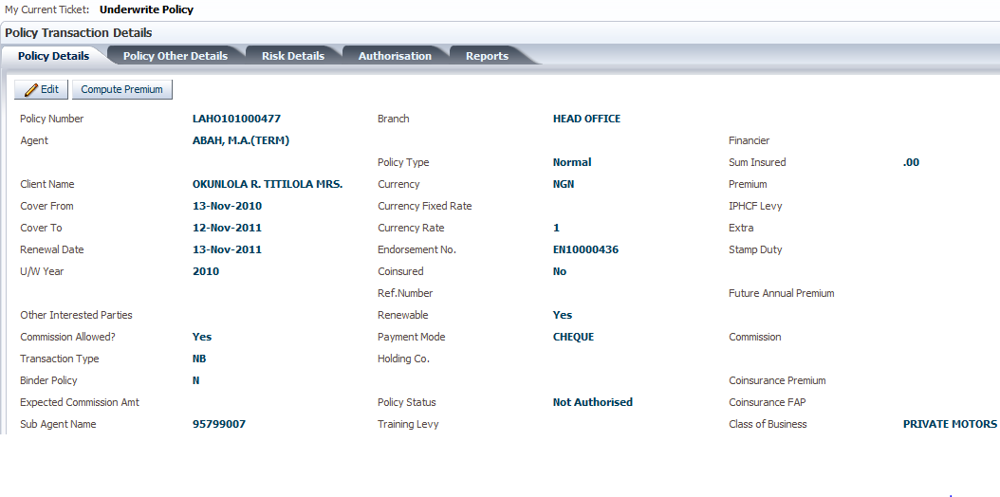 My Current Ticket: Underwrite Policy
Policy Transaction Details
Policy Details Policy Other Details Risk Details Authorisation Reports
Edit Compute Premium
Policy Number LAHO101000477 Branch HEAD OFFICE
Agent ABAH, M.A.(TERM) Financier
Policy Type Normal Sum Insured .00
Client Name OKUNLOLA R. TITILOLA MRS. Currency NGN Premium
Cover From 13-Nov-2010 Currency Fixed Rate IPHCF Levy
Cover To 12-Nov-2011 Currency Rate 1 Extra
Renewal Date 13-Nov-2011 Endorsement No. EN10000436 Stamp Duty
U/W Year 2010 Coinsured No
Ref.Number Future Annual Premium
Other Interested Parties Renewable Yes
Commission Allowed? Yes Payment Mode CHEQUE Commission
Transaction Type NB Holding Co.
Binder Policy N Coinsurance Premium
Expected Commission Amt Policy Status Not Authorised Coinsurance FAP
Sub Agent Name 95799007 Training Levy Class of Business PRIVATE MOTORS